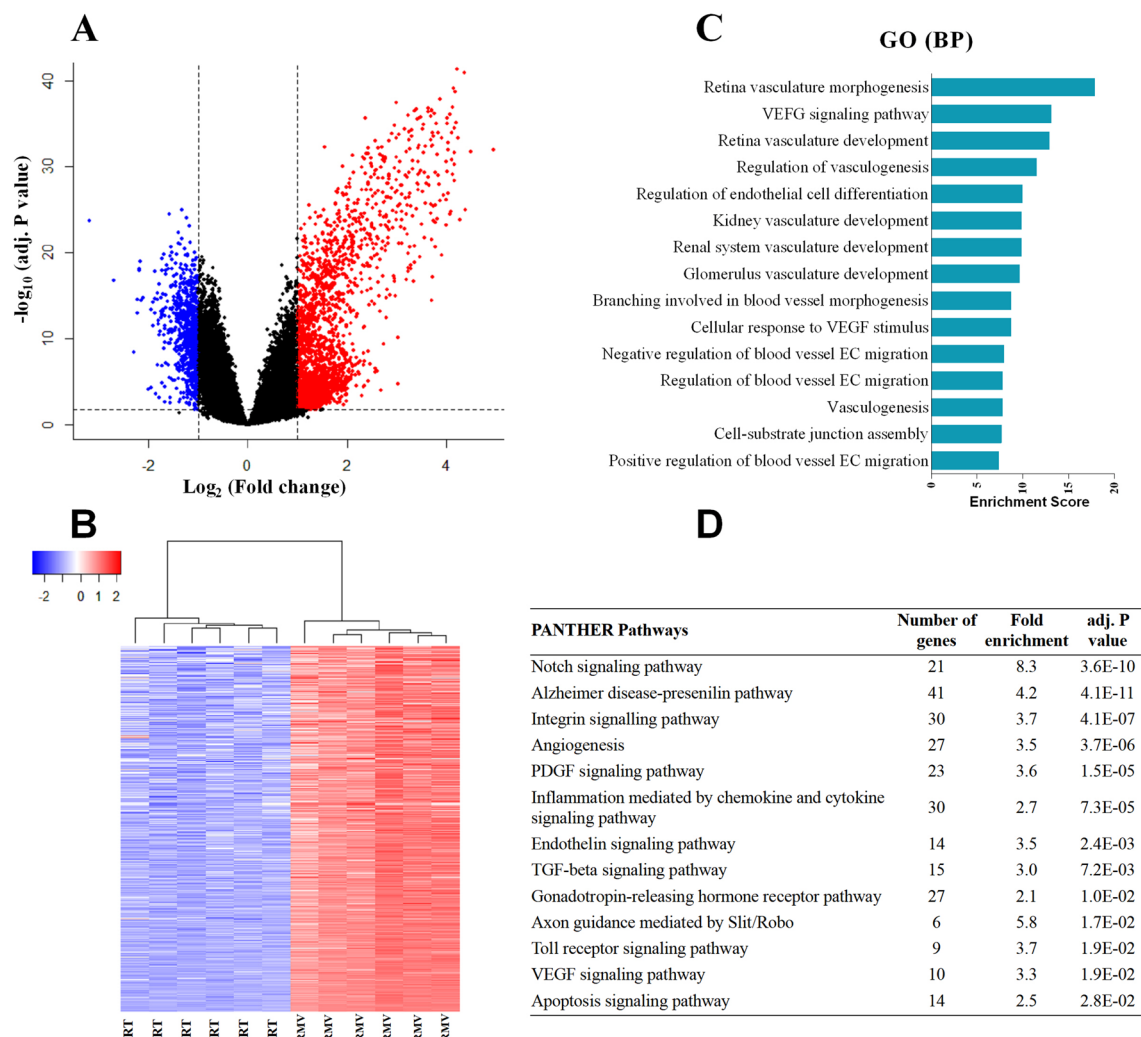 A
-log10 (adj. P value)
40
30
20
10
0
-2
0
2
4
Log2 (Fold change)
C
GO (BP)
Retina vasculature morphogenesis
VEFG signaling pathway
Retina vasculature development
Regulation of vasculogenesis
Regulation of endothelial cell differentiation
Kidney vasculature development
Renal system vasculature development
Glomerulus vasculature development
Branching involved in blood vessel morphogenesis
Cellular response to VEGF stimulus
Negative regulation of blood vessel EC migration
Regulation of blood vessel EC migration
Vasculogenesis
Cell-substrate junction assembly
Positive regulation of blood vessel EC migration
0
5
10
15
20
Enrichment Score
B
-2 0 1 2
RT RT RT RT RT RT RMV RMV RMV RMV RMV RMV
D
PANTHER Pathways Number of genes Fold enrichment adj. P value
Notch signaling pathway 21 8.3 3.6E-10
Alzheimer disease-presenilin pathway 41 4.2 4.1E-11
Integrin signalling pathway 30 3.7 4.1E-07
Angiogenesis 27 3.5 3.7E-06
PDGF signaling pathway 23 3.6 1.5E-05
Inflammation mediated by chemokine and cytokine
signaling pathway 30 2.7 7.3E-05
Endothelin signaling pathway 14 3.5 2.4E-03
TGF-beta signaling pathway 15 3.0 7.2E-03
Gonadotropin-releasing hormone receptor pathway 27 2.1 1.0E-02
Axon guidance mediated by Slit/Robo 6 5.8 1.7E-02
Toll receptor signaling pathway 9 3.7 1.9E-02
VEGF signaling pathway 10 3.3 1.9E-02
Apoptosis signaling pathway 14 2.5 2.8E-02